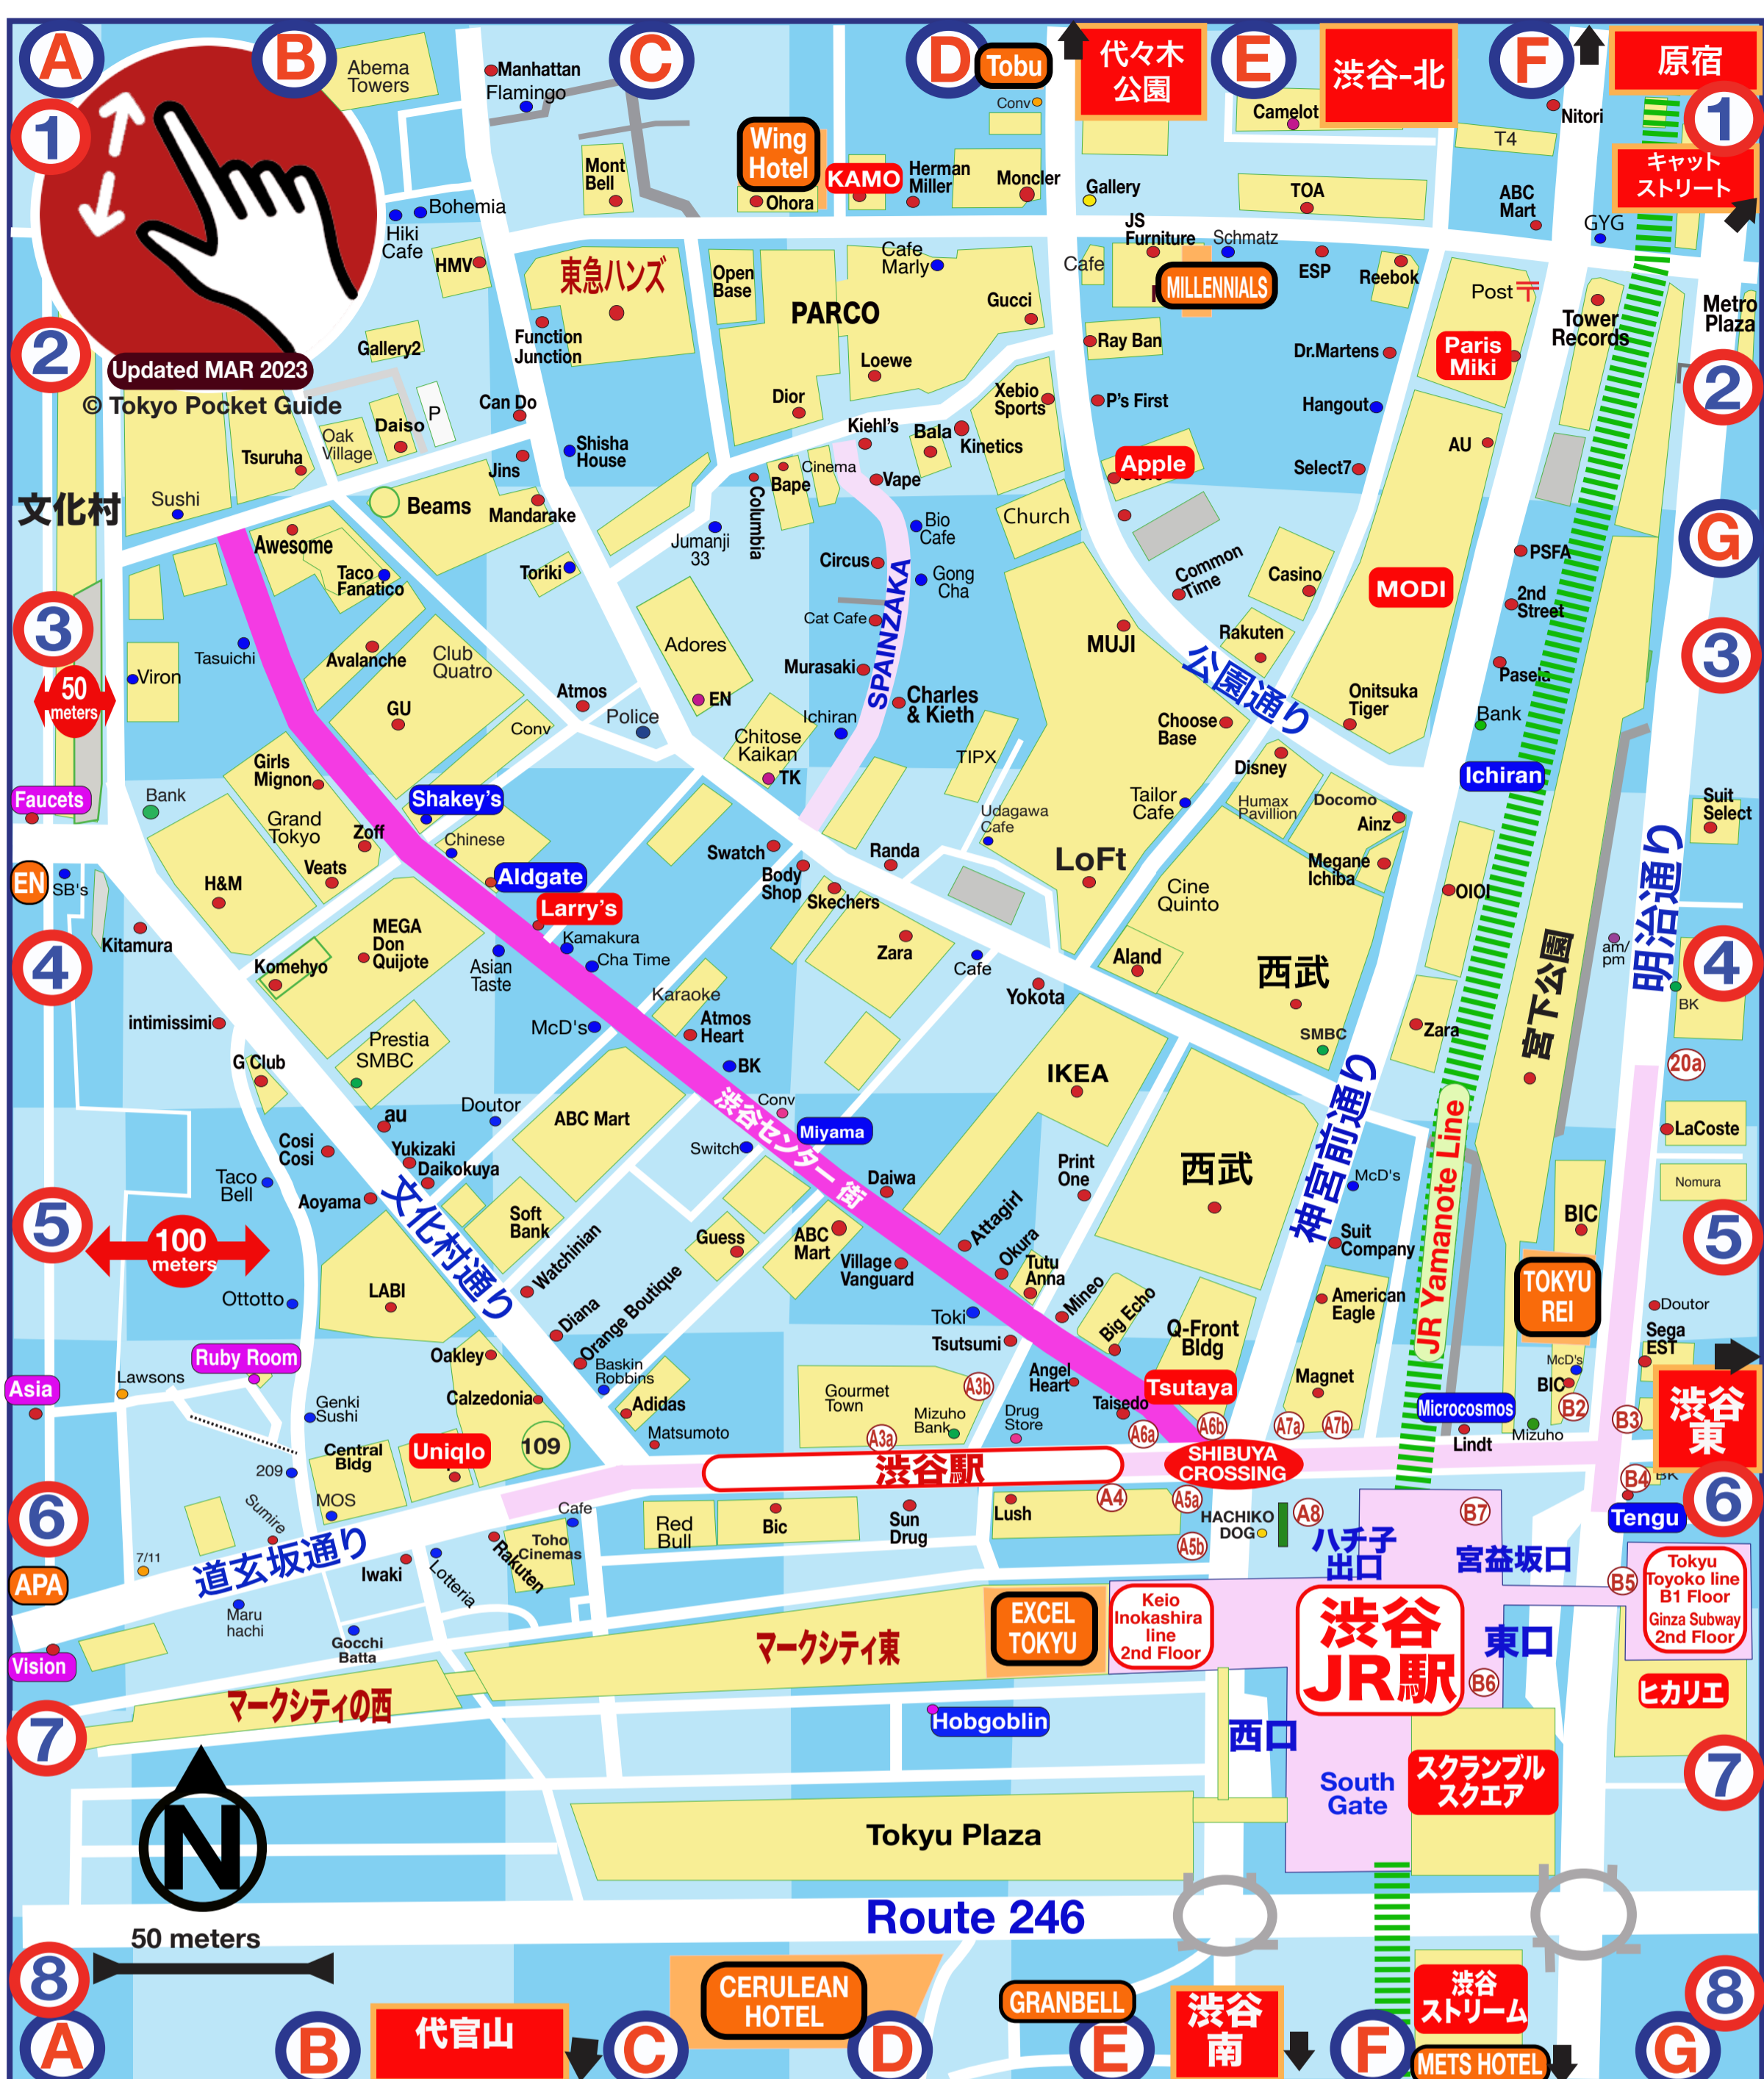 A
B
C
D
Tobu
代々木
公園
E
渋谷-北
F
原宿
1
1
Abema
Towers
Manhattan
Flamingo
Conv
Camelot
Nitori
T4
キャット
ストリート
Wing
Hotel
Mont
Bell
KAMO
Herman
Miller
Moncler
Ohora
Gallery
TOA
ABC
Mart
GYG
Bohemia
Hiki
Cafe
JS
Furniture
Schmatz
Cafe
ESP
Reebok
HMV
東急ハンズ
Open
Base
Cafe
Marly
PARCO
Gucci
MILLENNIALS
Post
Tower
Records
Metro
Plaza
2
2
Function
Junction
Gallery2
Loewe
Ray Ban
Dr.Martens
Paris
Miki
Updated MAR 2023
© Tokyo Pocket Guide
Can Do
Dior
Xebio
Sports
P's First
Hangout
Daiso
P
Oak
Village
Tsuruha
Shisha
House
Jins
Kiehl's
Bala
Kinetics
Cinema
Bape
Vape
Columbia
Apple
Select7
AU
文化村
Sushi
Beams
Mandarake
Church
Bio
Cafe
Jumanji
33
Awesome
Taco
Fanatico
Toriki
Circus
Gong
Cha
SPAINZAKA
Common
Time
Casino
MODI
PSFA
2nd
Street
G
3
3
50
meters
Cat Cafe
Adores
MUJI
Rakuten
公園通り
Tasuichi
Avalanche
Club
Quatro
Viron
Murasaki
Pasela
GU
Atmos
Police
EN
Charles
& Kieth
Ichiran
Chitose
Kaikan
TK
TIPX
Choose
Base
Onitsuka
Tiger
Bank
Conv
Girls
Mignon
Disney
Ichiran
Faucets
Bank
Shakey's
Grand
Tokyo
Zoff
Chinese
Udagawa
Cafe
Tailor
Cafe
Humax
Pavillion
Docomo
Ainz
Suit
Select
明治通り
EN
SB's
H&M
Veats
Aldgate
Larry's
Swatch
Body
Shop
Randa
Skechers
LoFt
Cine
Quinto
Megane
Ichiba
OIOI
4
4
Kitamura
Komehyo
MEGA
Don
Quijote
Kamakura
Cha Time
Asian
Taste
Zara
Cafe
Yokota
Aland
西武
am/
pm
BK
宮下公園
intimissimi
Prestia
SMBC
Karaoke
McD's
Atmos
Heart
BK
SMBC
Zara
G Club
IKEA
20a
神宮前通り
JR Yamanote Line
Doutor
ABC Mart
Conv
渋谷センター街
Miyama
Switch
au
Cosi
Cosi
Yukizaki
Daikokuya
Taco
Bell
Aoyama
文化村通り
LaCoste
Nomura
5
5
100
meters
Daiwa
Print
One
西武
McD's
BIC
Soft
Bank
Watchinian
Guess
ABC
Mart
Village
Vanguard
Attagirl
Okura
Tutu
Anna
Suit
Company
LABI
Ottotto
Diana
Orange Boutique
Toki
Mineo
Big Echo
Q-Front
Bldg
American
Eagle
TOKYU
REI
Doutor
Sega
EST
Tsutsumi
Ruby Room
Oakley
Baskin
Robbins
Asia
Lawsons
Calzedonia
Adidas
Gourmet
Town
A3b
Angel
Heart
Tsutaya
Magnet
McD's
BIC
渋谷
東
Genki
Sushi
Matsumoto
Mizuho
Bank
Drug
Store
Taisedo
A6b
A7a
A7b
Microcosmos
B2
B3
Central
Bldg
Uniqlo
109
A3a
A6a
Lindt
Mizuho
209
渋谷駅
SHIBUYA
CROSSING
B4
BK
6
6
MOS
Sumire
Cafe
Toho
Cinemas
Red
Bull
Bic
Sun
Drug
Lush
A4
A5a
HACHIKO
DOG
A8
B7
Tengu
A5b
ハチ子
出口
宮益坂口
道玄坂通り
Rakuten
7/11
APA
Iwaki
Lotteria
Maru
hachi
Gocchi
Batta
B5
Tokyu
Toyoko line
B1 Floor
Ginza Subway
2nd Floor
EXCEL
TOKYU
Keio
Inokashira
line
2nd Floor
渋谷
JR駅
東口
B6
Vision
マークシティ東
マークシティの西
ヒカリエ
7
7
Hobgoblin
西口
South
Gate
スクランブル
スクエア
N
Tokyu Plaza
50 meters
Route 246
8
8
CERULEAN
HOTEL
GRANBELL
渋谷
南
渋谷
ストリーム
METS HOTEL
代官山
A
B
C
D
E
F
G